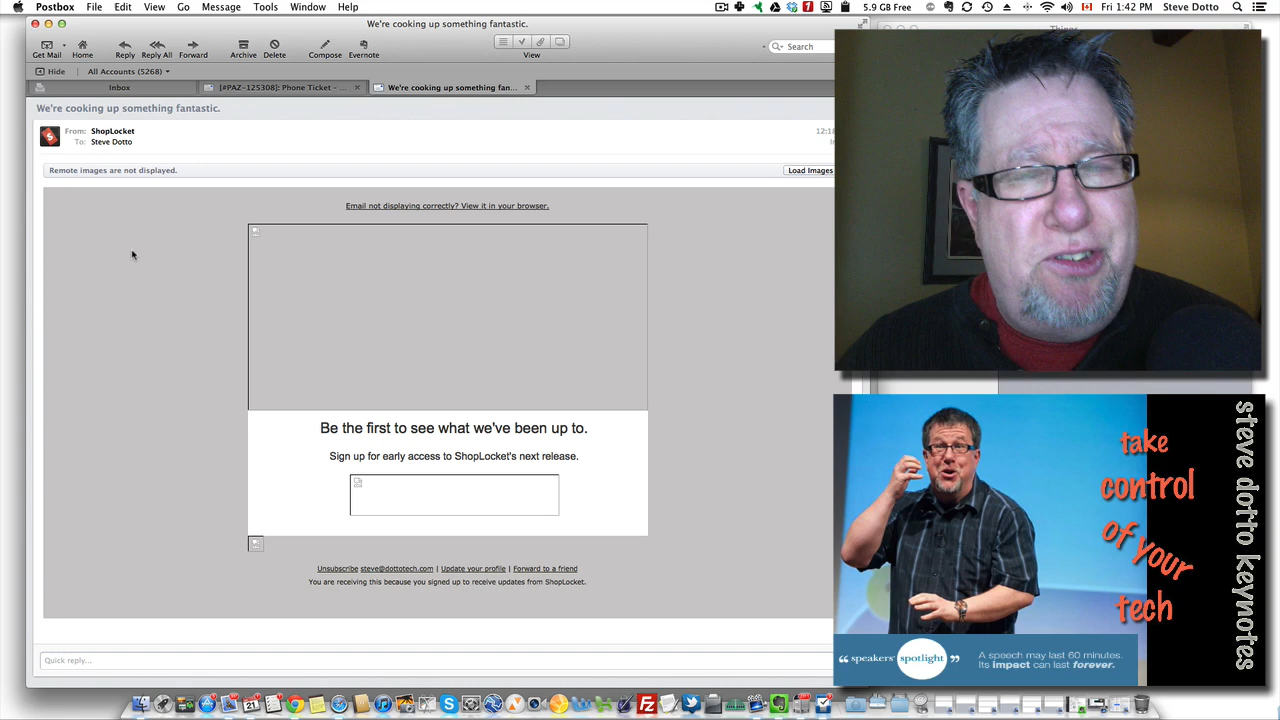 Postbox File Edit View Go Message Tools Window Help
1
5.9 GB Free
Fri 1:42 PM Steve Dotto
We're cooking up something fantastic.
Get Mail Home Reply Reply All Forward Archive Delete Compose Evernote View
Search
Hide All Accounts (5268)
Inbox
[#PAZ-125308]: Phone Ticket - ...
We're cooking up something fan...
We're cooking up something fantastic.
From: ShopLocket
To: Steve Dotto
Remote images are not displayed.
Load Images
Email not displaying correctly? View it in your browser.
Be the first to see what we've been up to.
Sign up for early access to ShopLocket's next release.
Unsubscribe steve@dottotech.com | Update your profile | Forward to a friend
You are receiving this because you signed up to receive updates from ShopLocket.
Quick reply...
take
control
of your
tech
steve dotto keynotes
“ speakers' spotlight ”
A speech may last 60 minutes.
Its impact can last forever.